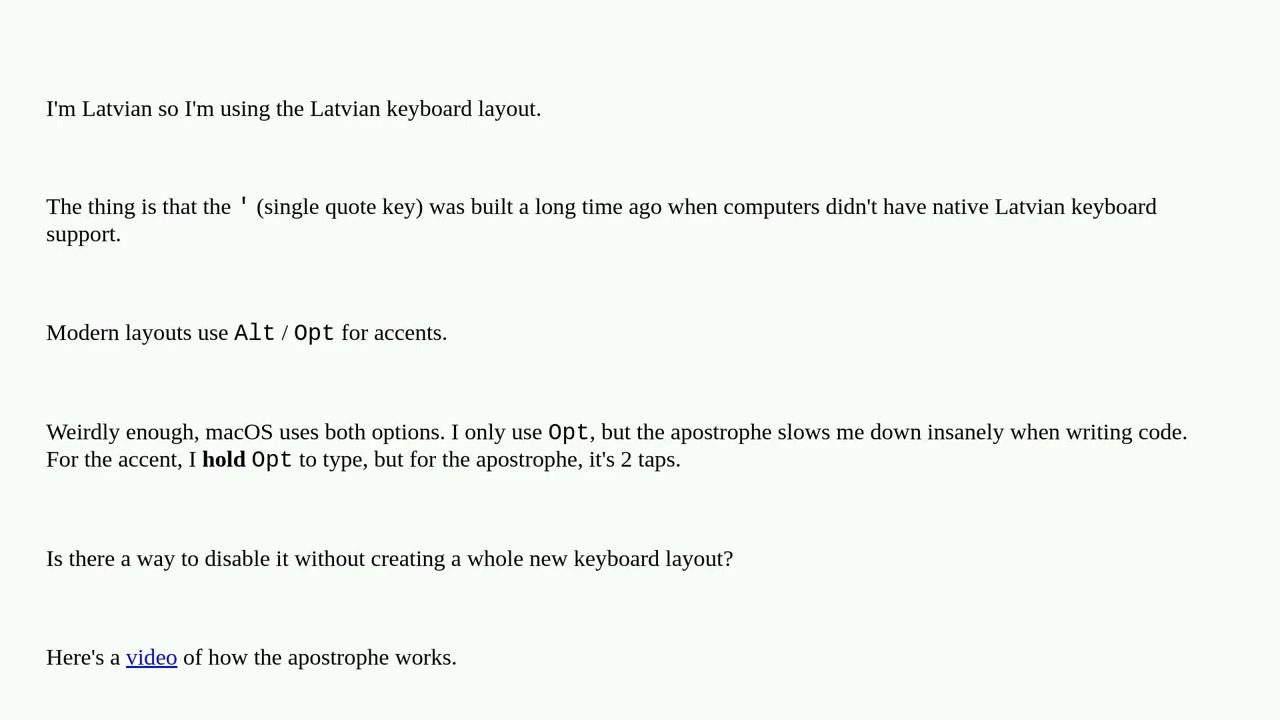 I'm Latvian so I'm using the Latvian keyboard layout.
The thing is that the ' (single quote key) was built a long time ago when computers didn't have native Latvian keyboard
support.
Modern layouts use Alt / Opt for accents.
Weirdly enough, macOS uses both options. I only use Opt, but the apostrophe slows me down insanely when writing code.
For the accent, I hold Opt to type, but for the apostrophe, it's 2 taps.
Is there a way to disable it without creating a whole new keyboard layout?
Here's a video of how the apostrophe works.